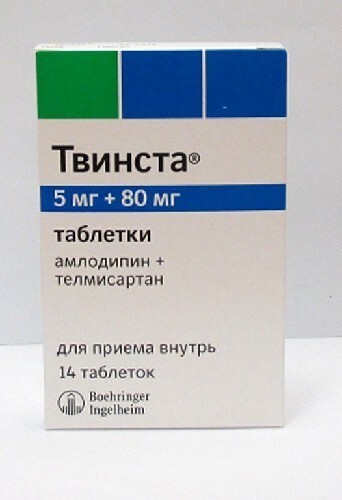 Твинста®
5 мг + 80 мг
таблетки
амлодипин +
телмисартан
для приема внутрь
14 таблеток
Boehringer
Ingelheim